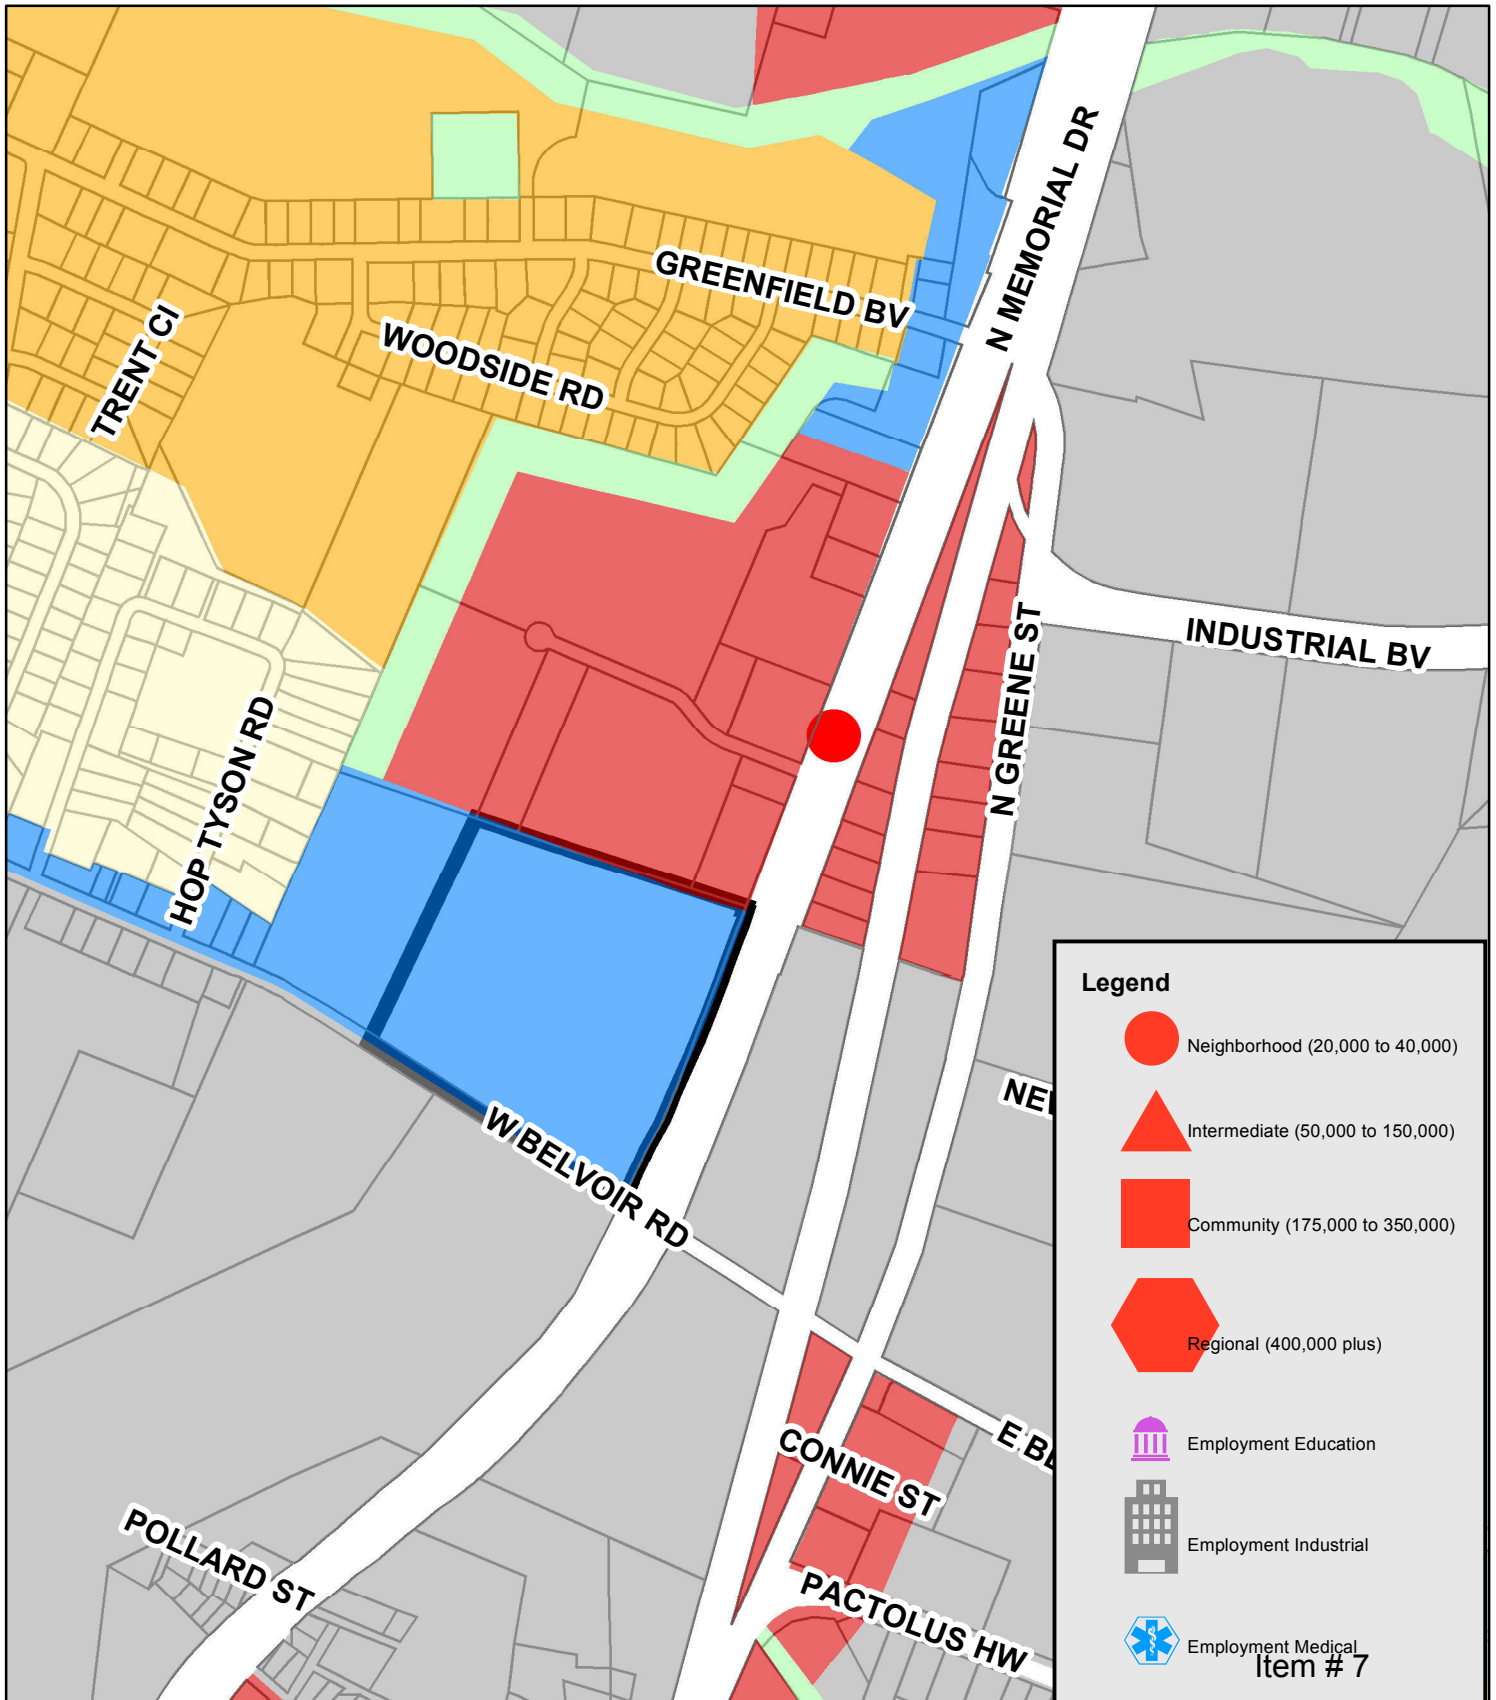 N MEMORIAL DR
GREENFIELD BV
WOODSIDE RD
TRENT CI
INDUSTRIAL BV
N GREENE ST
HOP TYSON RD
W BELVOIR RD
CONNIE ST
POLLARD ST
PACTOLUS HW
Legend
Neighborhood (20,000 to 40,000)
Intermediate (50,000 to 150,000)
Community (175,000 to 350,000)
Regional (400,000 plus)
Employment Education
Employment Industrial
Employment Medical
Item # 7